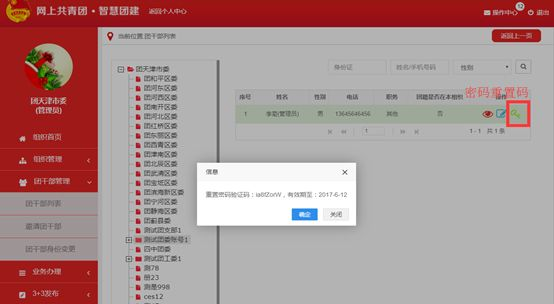 网上共青团·智慧团建
返回个人中心
操作中心
12
退出
当前位置:团干部列表
返回上一页
团天津市委
(管理员)
组织首页
组织管理
团干部管理
团干部列表
邀请团干部
团干部身份变更
业务办理
3+3发布
团天津市委
团和平区委
团河东区委
团河西区委
团南开区委
团河北区委
团红桥区委
团东丽区委
团西青区委
团津南区委
团北辰区委
团武清区委
团宝坻区委
团滨海新区委
团宁河区委
团静海区委
团蓟县委
测试团支部1
测试团委账号1
四中团委
测试团工委1
测78
册23
测是998
ces12
身份证
姓名/手机号码
性别
密码重置码
序号 姓名 性别 电话 职务 团籍是否在本组织 操作
1 李茹(管理员) 男 13645646456 其他 否
1
1 - 1 共 1 条
信息
重置密码验证码：ia6fZorW，有效期至：2017-6-12
确定
关闭